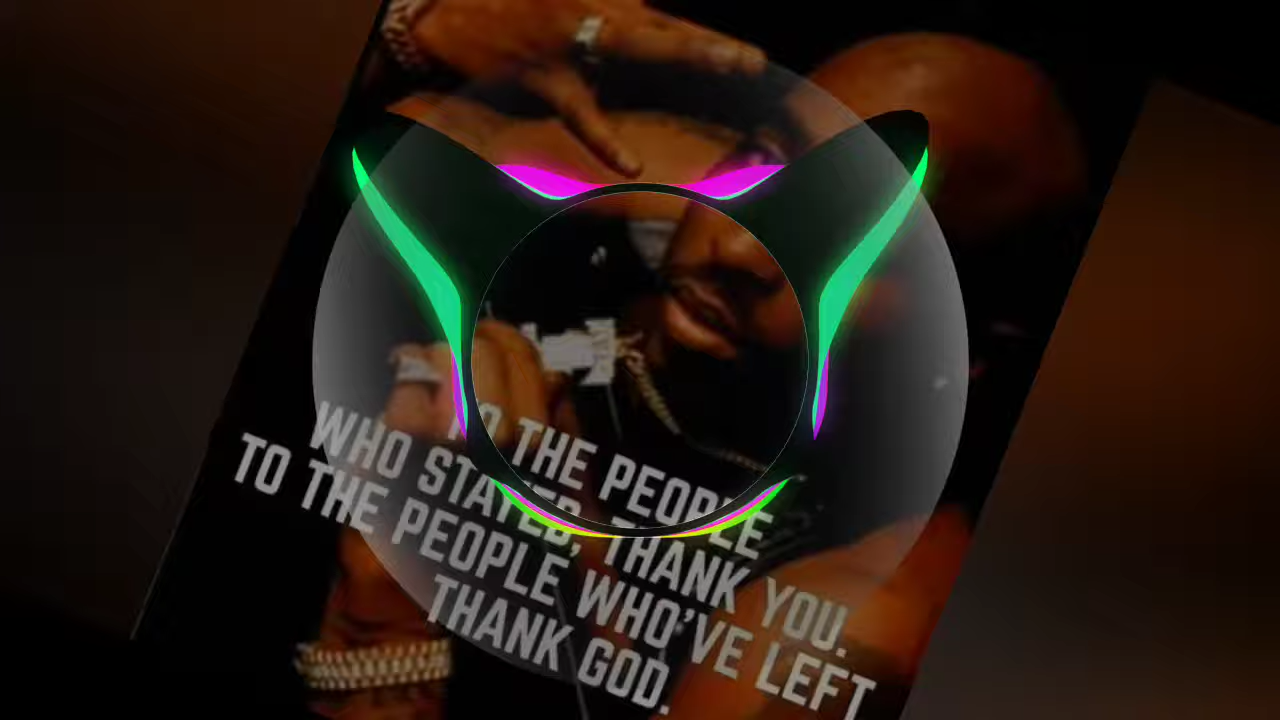 TO THE PEOPLE
WHO STAYED, THANK YOU.
TO THE PEOPLE WHO'VE LEFT
THANK GOD.